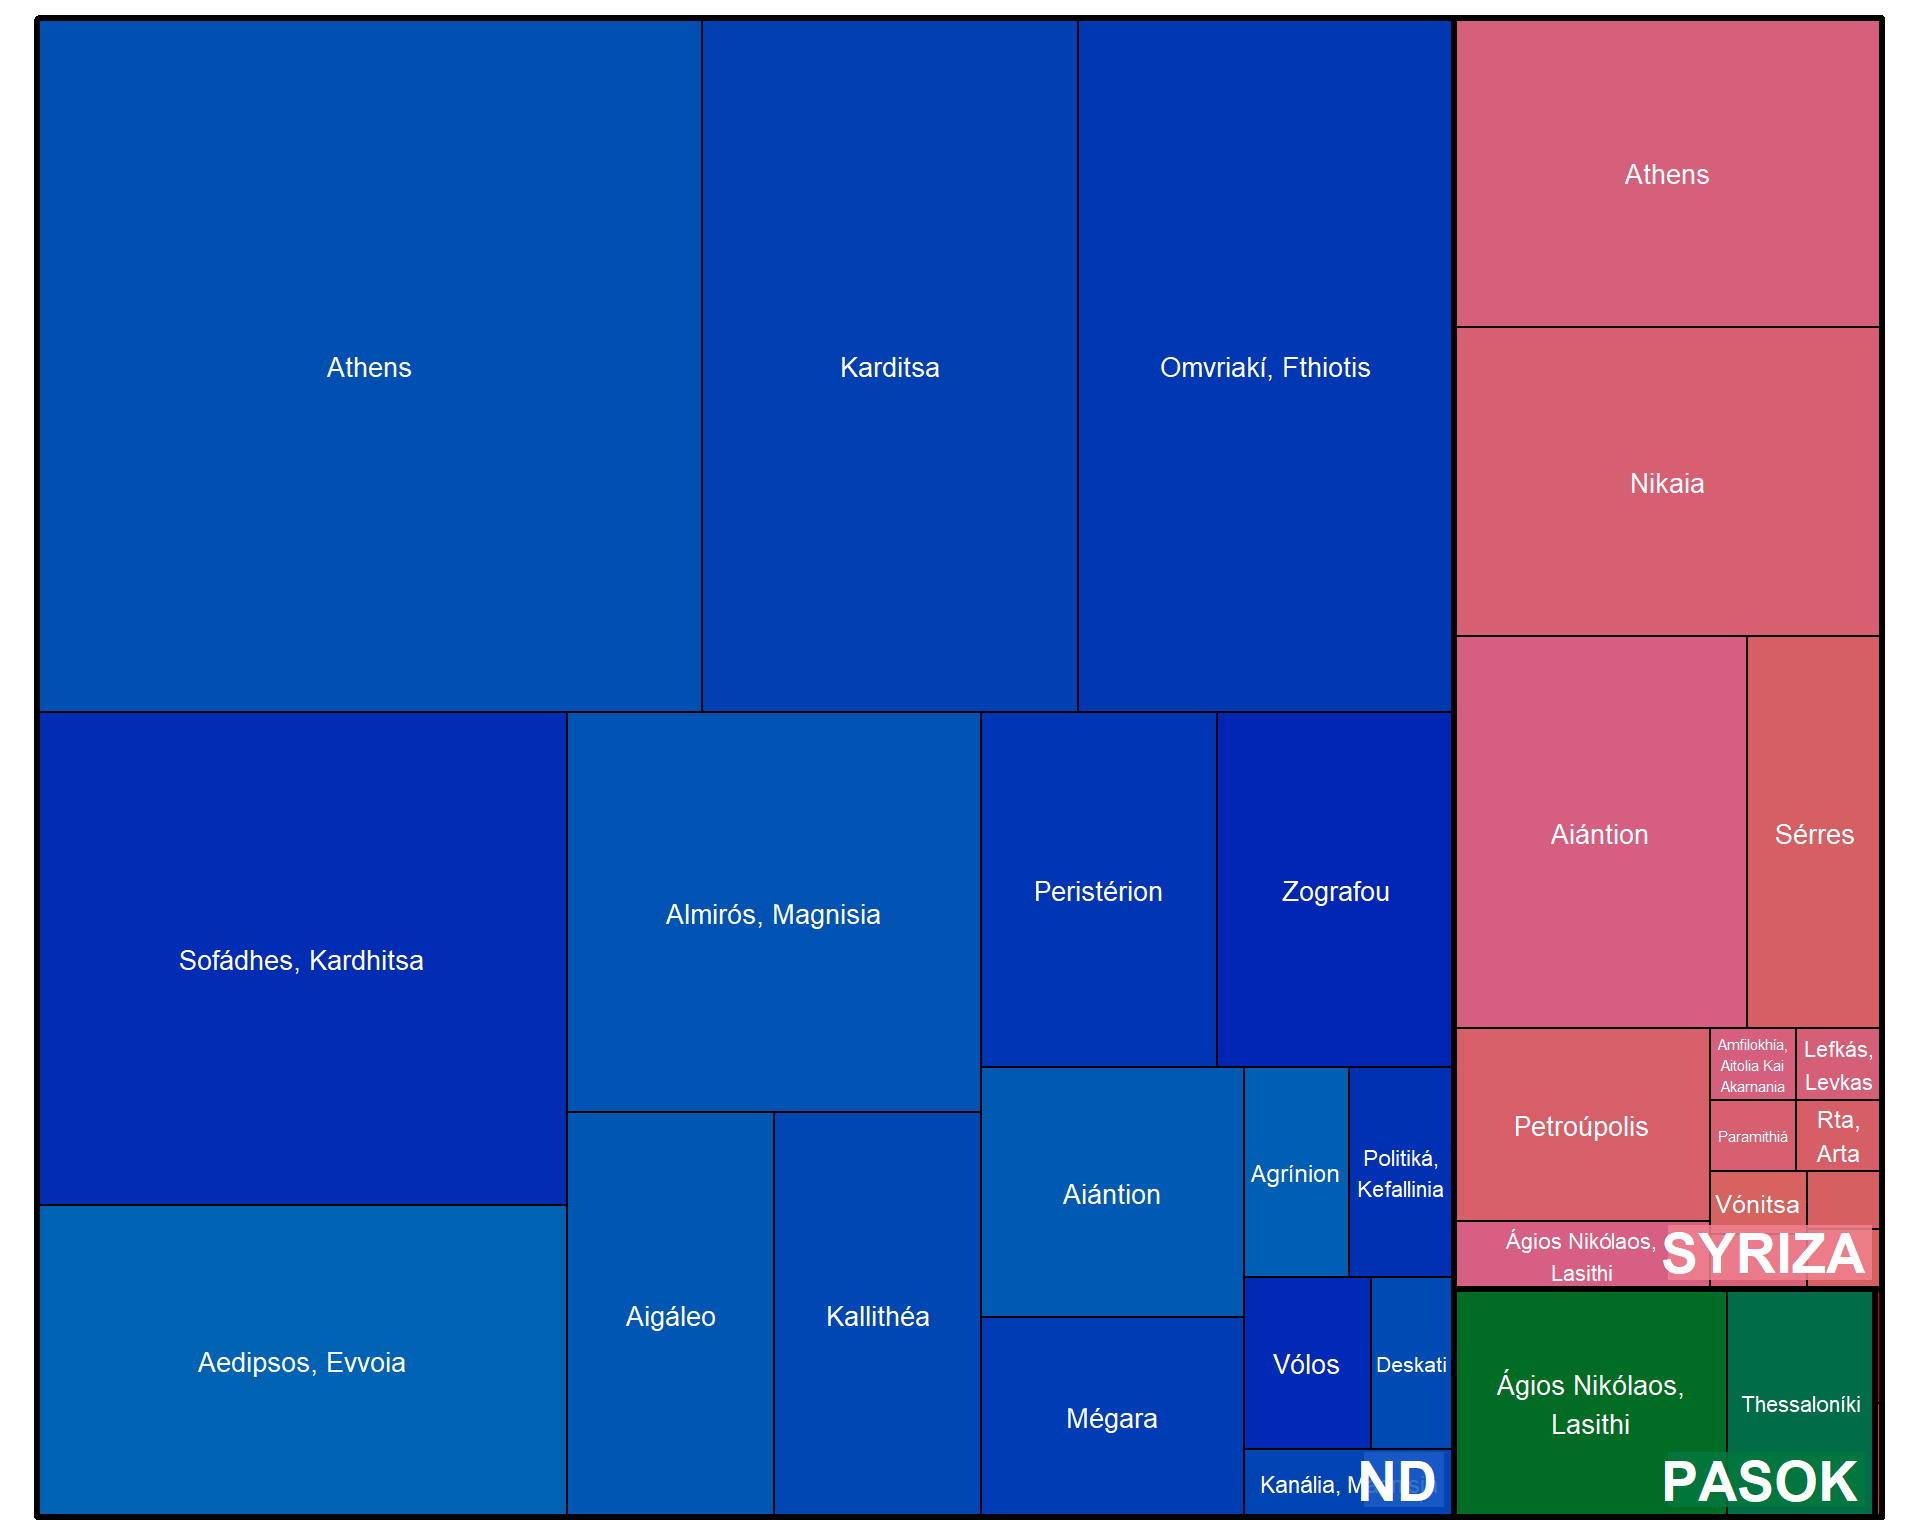 Athens
Karditsa
Omvriakí, Fthiotis
Sofádhes, Kardhitsa
Almirós, Magnisia
Peristérion
Zografou
Aedipsos, Evvoia
Aigáleo
Kallithéa
Aiántion
Mégara
Agrínion
Politiká,
Kefallinia
Vólos
Deskati
Kanália,
ND
Athens
Nikaia
Aiántion
Sérres
Petroúpolis
Amfilokhía,
Aitolia Kai
Akarnania
Lefkás,
Levkas
Paramithiá
Rta,
Arta
Vónitsa
Ágios Nikólaos,
Lasithi
SYRIZA
Ágios Nikólaos,
Lasithi
Thessaloníki
PASOK